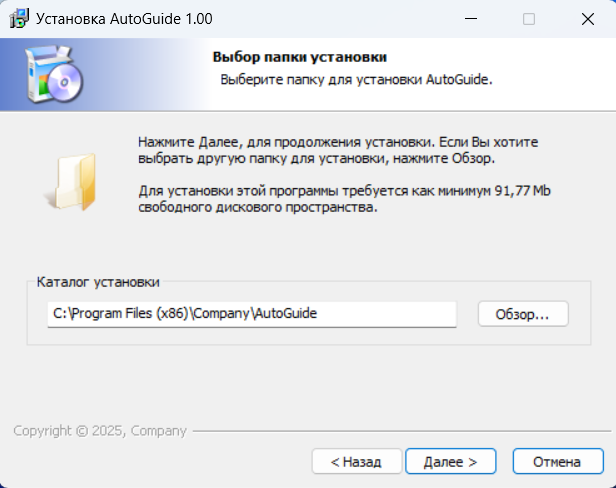 Установка AutoGuide 1.00
Выбор папки установки
Выберите папку для установки AutoGuide.
Нажмите Далее, для продолжения установки. Если Вы хотите
выбрать другую папку для установки, нажмите Обзор.
Для установки этой программы требуется как минимум 91,77 Mb
свободного дискового пространства.
Каталог установки
C:\Program Files (x86)\Company\AutoGuide
Обзор...
Copyright © 2025, Company
< Назад
Далее >
Отмена